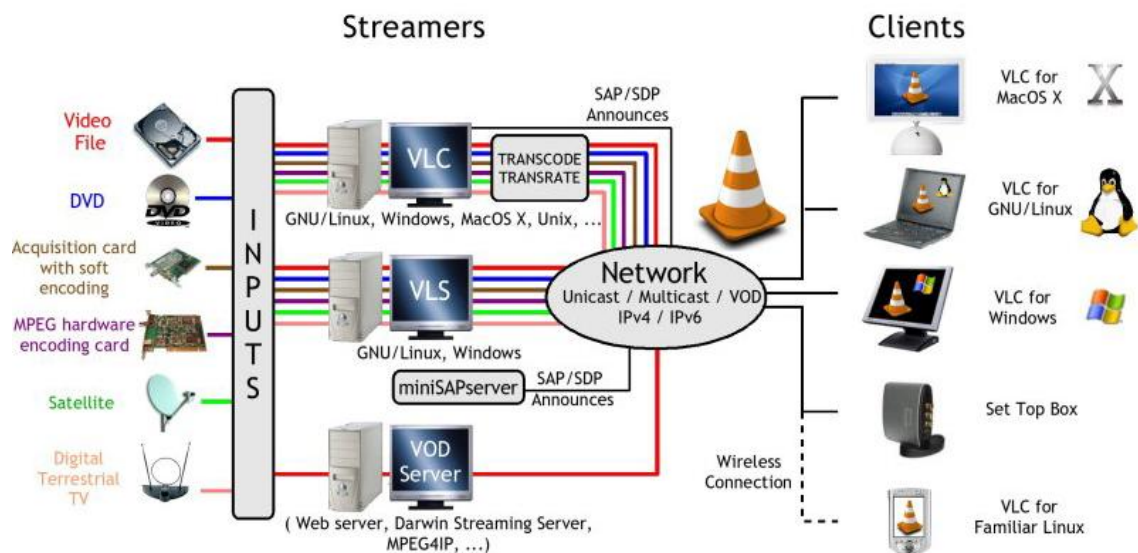 Streamers
Clients
Video
File
DVD
DVD
VIDEO
Acquisition card
with soft
encoding
MPEG hardware
encoding card
Satellite
Digital
Terrestrial
TV
INPUTS
VLC
TRANSCODE
TRANSRATE
SAP/SDP
Announces
GNU/Linux, Windows, MacOS X, Unix, ...
VLS
GNU/Linux, Windows
miniSAPserver
SAP/SDP
Announces
VOD
Server
( Web server, Darwin Streaming Server,
MPEG4IP, ...)
Network
Unicast / Multicast / VOD
IPv4 / IPv6
Wireless
Connection
VLC for
MacOS X
X
VLC for
GNU/Linux
VLC for
Windows
Set Top Box
VLC for
Familiar Linux